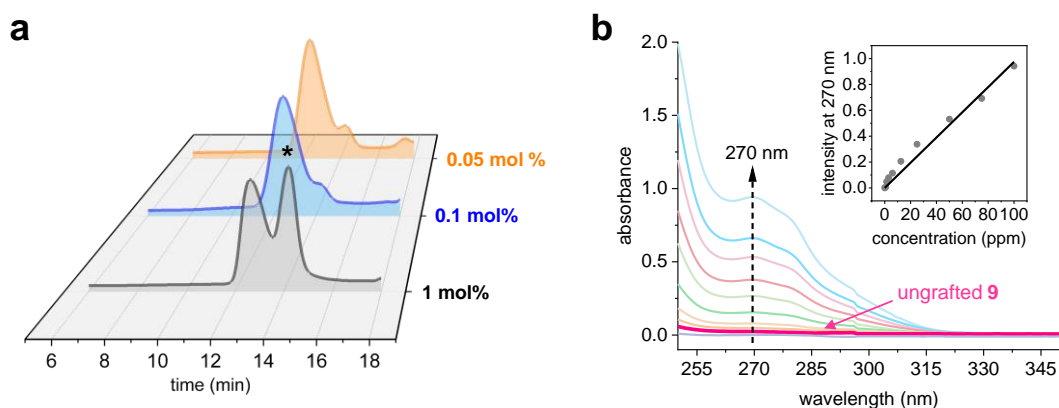 a
*
0.05 mol %
0.1 mol%
1 mol%
6 8 10 12 14 16 18
time (min)
b
absorbance
2.0
1.5
1.0
0.5
0.0
270 nm
ungrafted 9
255 270 285 300 315 330 345
wavelength (nm)
intensity at 270 nm
1.0
0.8
0.6
0.4
0.2
0.0
0 20 40 60 80 100
concentration (ppm)